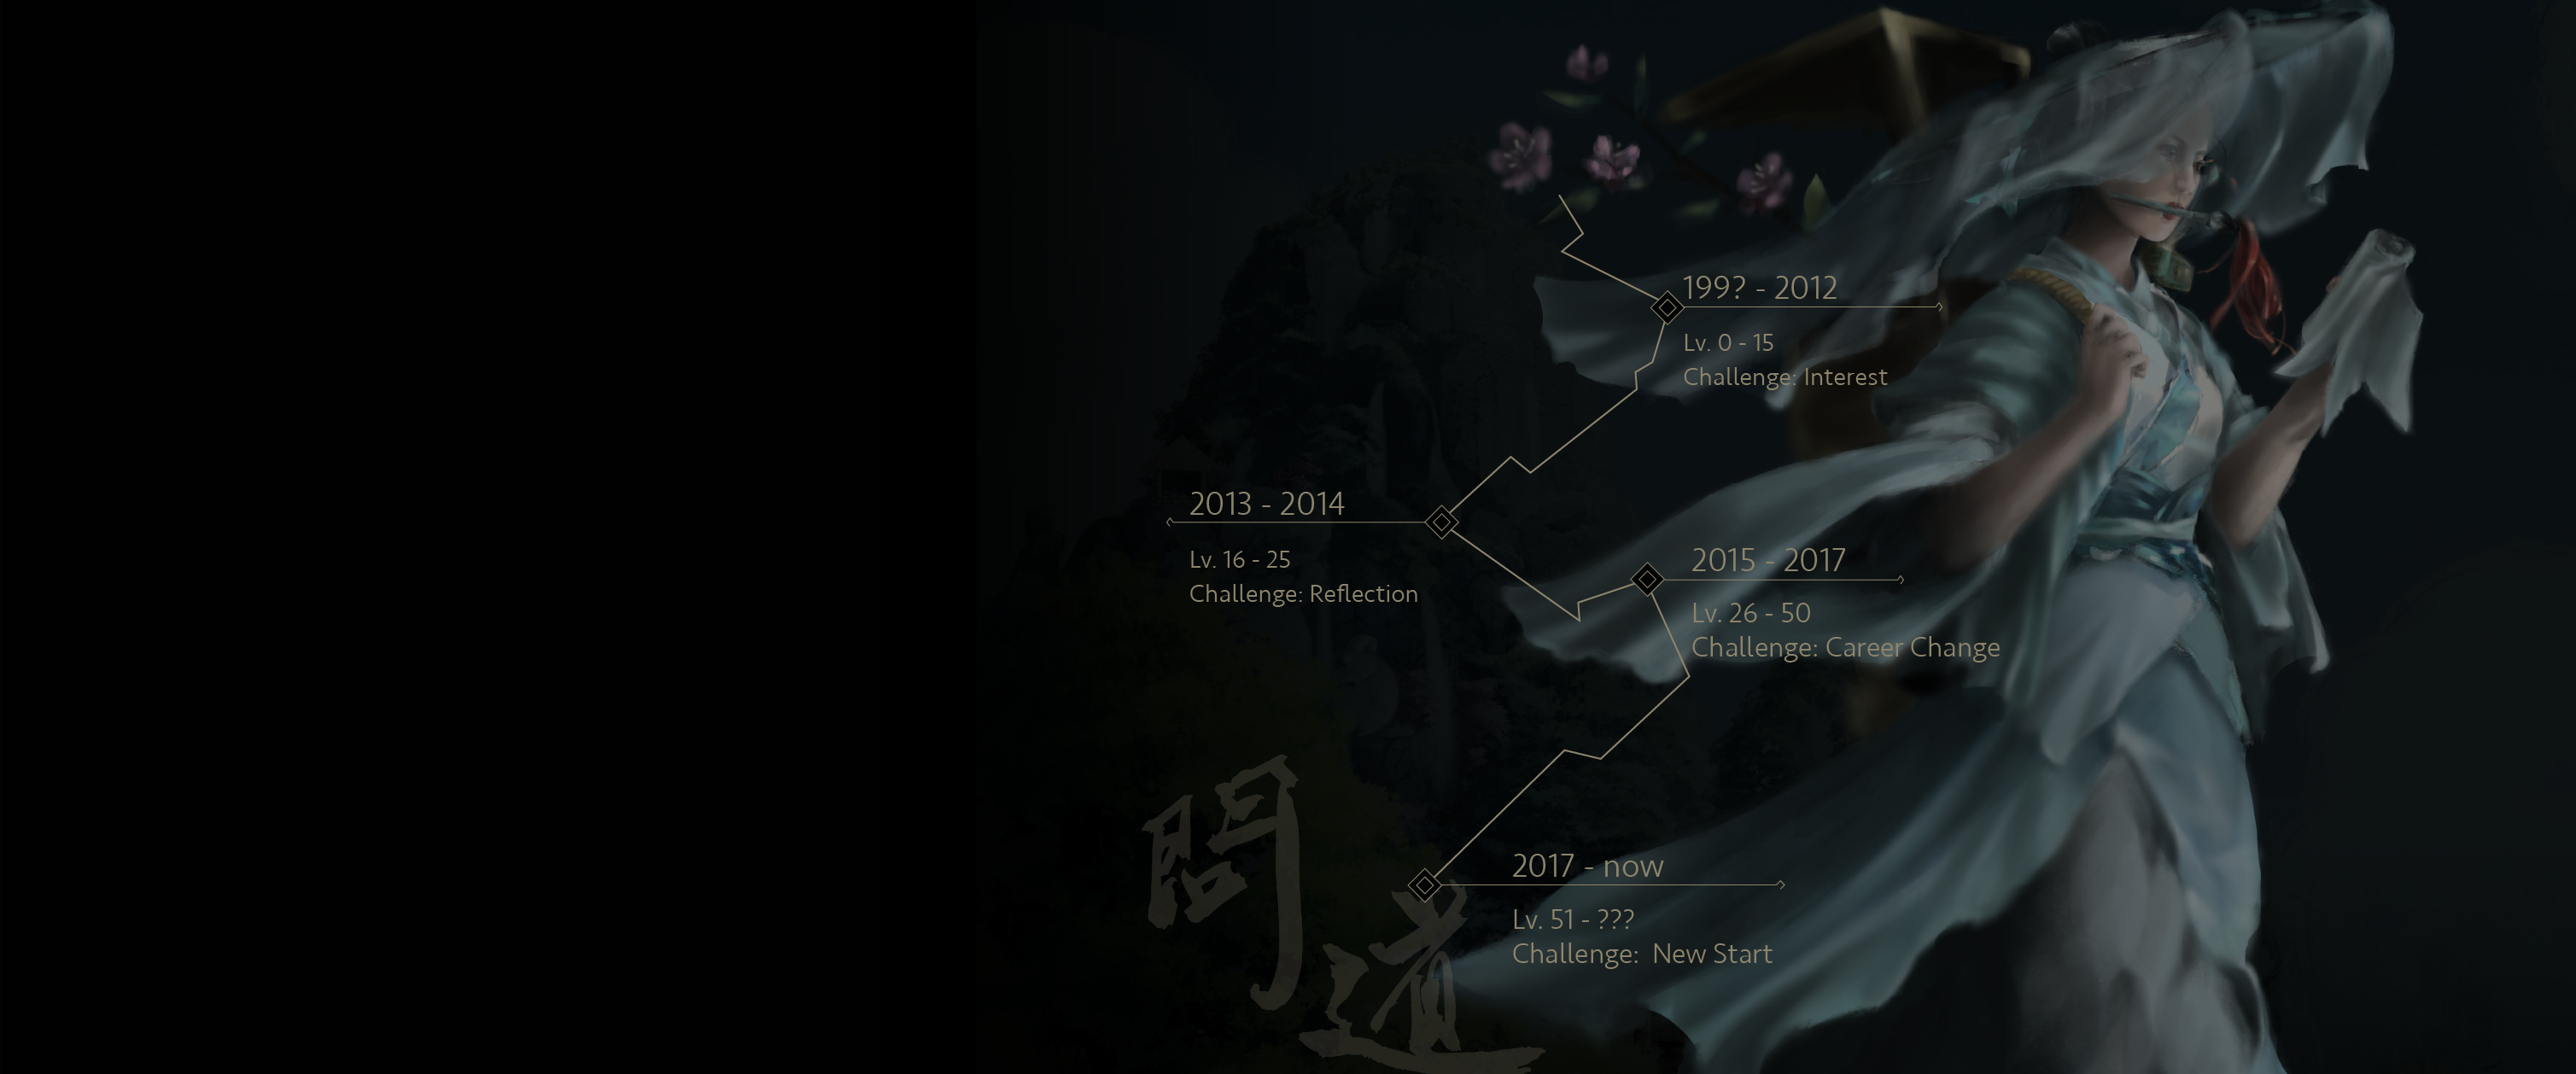 199? - 2012
Lv. 0 - 15
Challenge: Interest
2013 - 2014
Lv. 16 - 25
Challenge: Reflection
2015 - 2017
Lv. 26 - 50
Challenge: Career Change
2017 - now
Lv. 51 - ???
Challenge:  New Start
問道